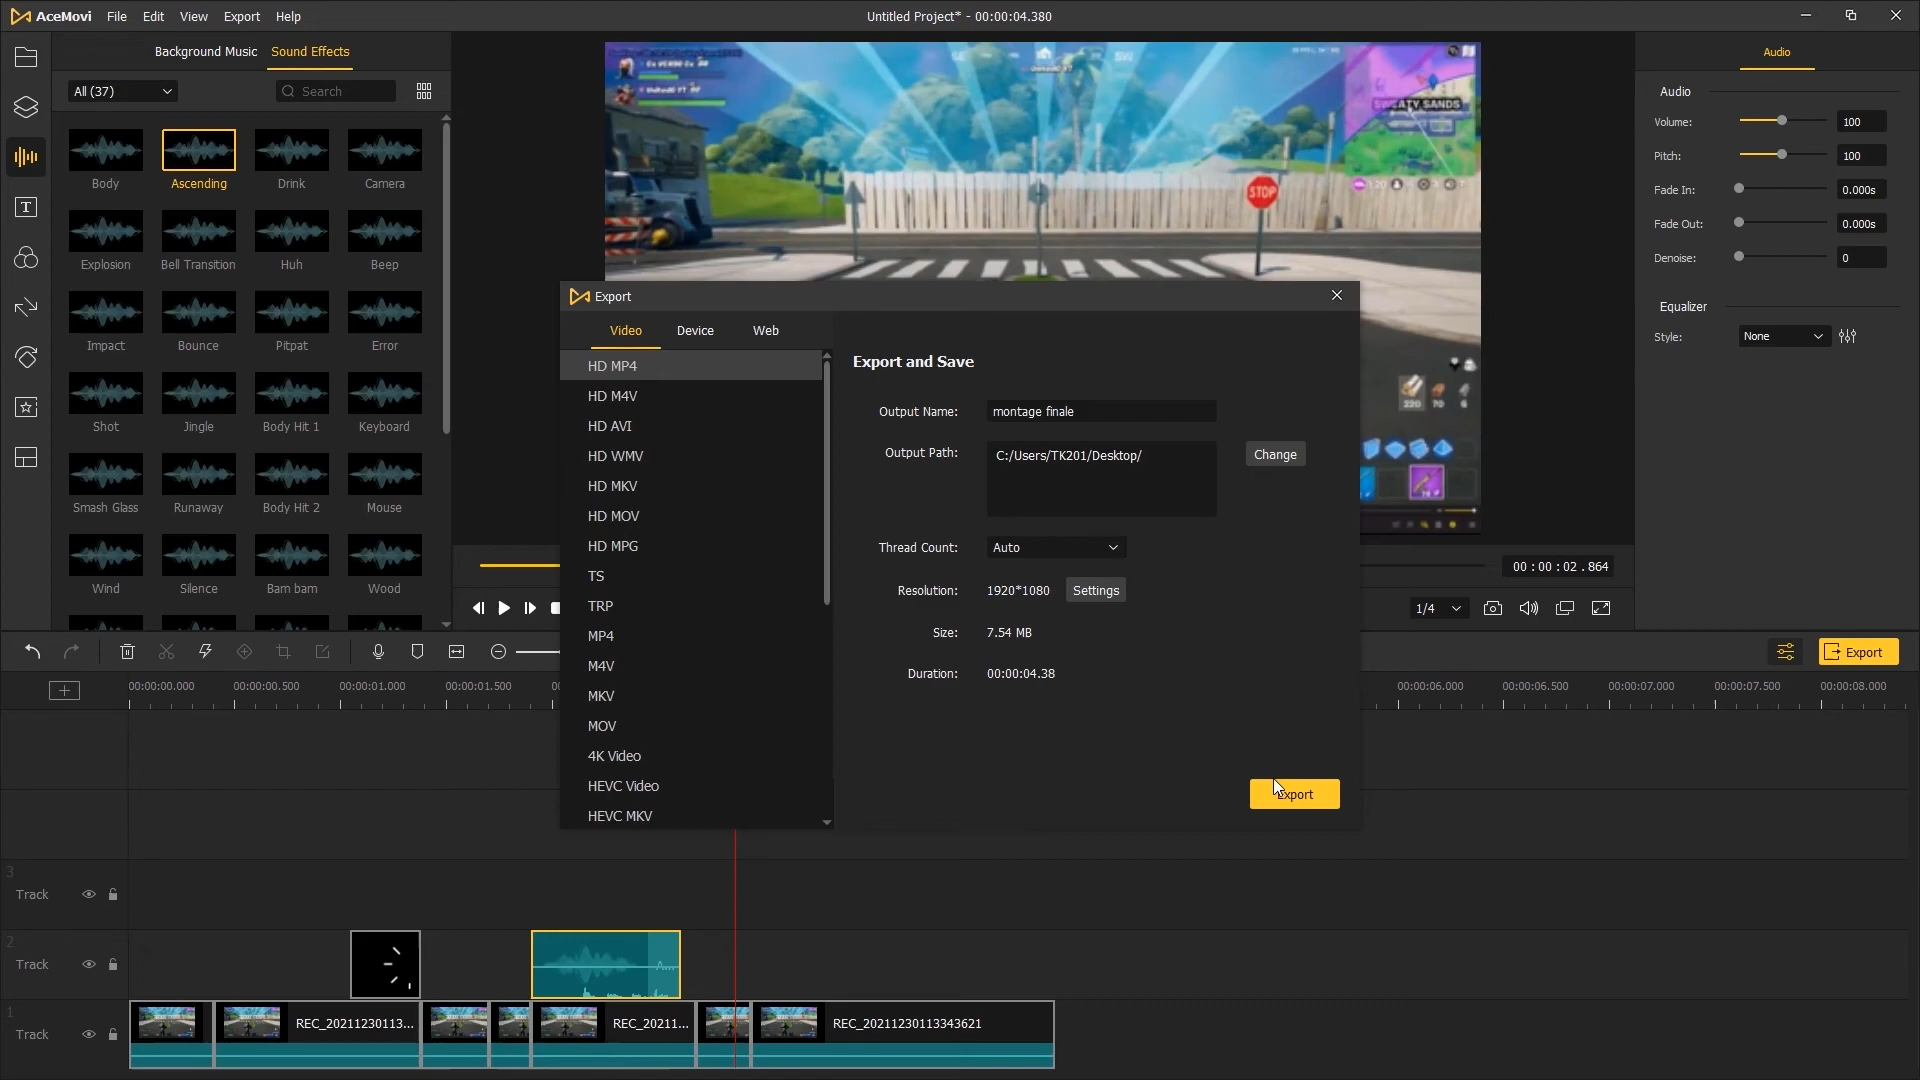 AceMovi File Edit View Export Help
Untitled Project* - 00:00:04.380
Background Music Sound Effects
All (37)
Search
Body Ascending Drink Camera
Explosion Bell Transition Huh Beep
Impact Bounce Pitpat Error
Shot Jingle Body Hit 1 Keyboard
Smash Glass Runaway Body Hit 2 Mouse
Wind Silence Bam bam Wood
SWEATY SANDS
STOP
220 70 6
Audio
Audio
Volume: 100
Pitch: 100
Fade In: 0.000s
Fade Out: 0.000s
Denoise: 0
Equalizer
Style: None
Export
Video Device Web
HD MP4
HD M4V
HD AVI
HD WMV
HD MKV
HD MOV
HD MPG
TS
TRP
MP4
M4V
MKV
MOV
4K Video
HEVC Video
HEVC MKV
Export and Save
Output Name: montage finale
Output Path: C:/Users/TK201/Desktop/
Change
Thread Count: Auto
Resolution: 1920*1080 Settings
Size: 7.54 MB
Duration: 00:00:04.38
Export
00 : 00 : 02 . 864
1/4
Export
00:00:00.000 00:00:00.500 00:00:01.000 00:00:01.500 00:00:06.000 00:00:06.500 00:00:07.000 00:00:07.500 00:00:08.000
3
Track
2
Track
A...
1
Track
REC_20211230113... REC_20211... REC_20211230113343621